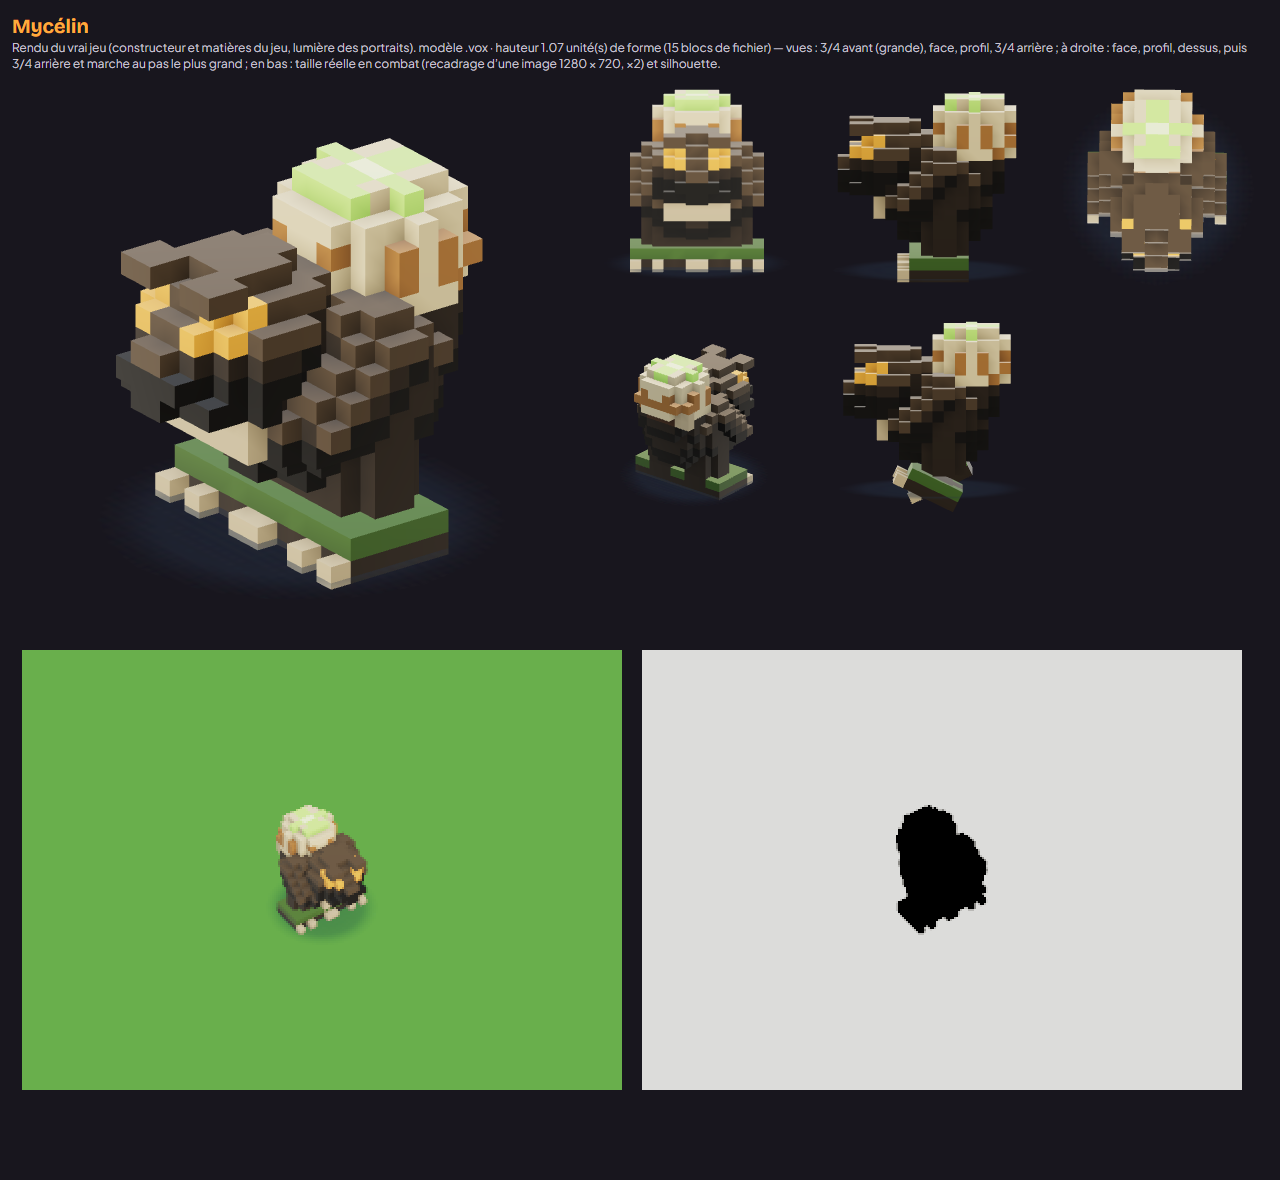 Mycélin
Rendu du vrai jeu (constructeur et matières du jeu, lumière des portraits). modèle .vox · hauteur 1.07 unité(s) de forme (15 blocs de fichier) — vues : 3/4 avant (grande), face, profil, 3/4 arrière ; à droite : face, profil, dessus, puis
3/4 arrière et marche au pas le plus grand ; en bas : taille réelle en combat (recadrage d’une image 1280 × 720, ×2) et silhouette.